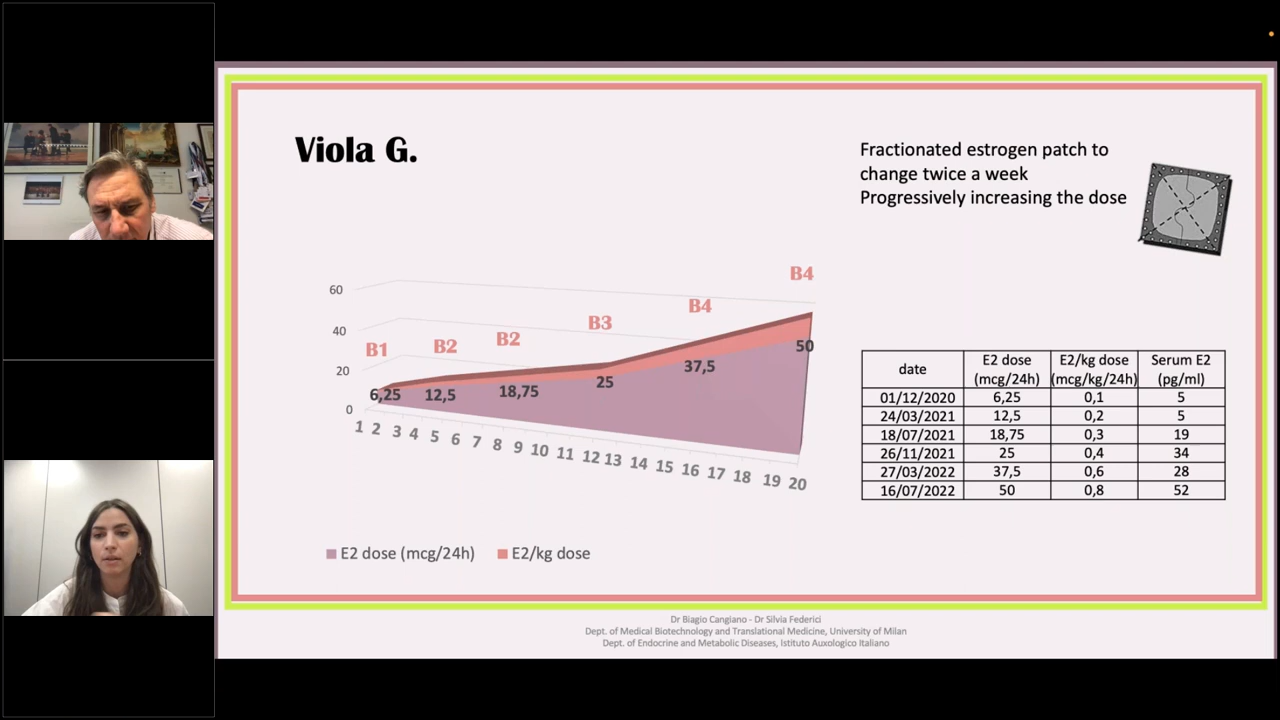 Viola G.
Fractionated estrogen patch to
change twice a week
Progressively increasing the dose
60
40
20
0
B1
B2
B2
B3
B4
B4
6,25
12,5
18,75
25
37,5
50
1 2 3 4 5 6 7 8 9 10 11 12 13 14 15 16 17 18 19 20
E2 dose (mcg/24h) E2/kg dose
date E2 dose (mcg/24h) E2/kg dose (mcg/kg/24h) Serum E2 (pg/ml)
01/12/2020 6,25 0,1 5
24/03/2021 12,5 0,2 5
18/07/2021 18,75 0,3 19
26/11/2021 25 0,4 34
27/03/2022 37,5 0,6 28
16/07/2022 50 0,8 52
Dr Biagio Cangiano - Dr Silvia Federici
Dept. of Medical Biotechnology and Translational Medicine, University of Milan
Dept. of Endocrine and Metabolic Diseases, Istituto Auxologico Italiano